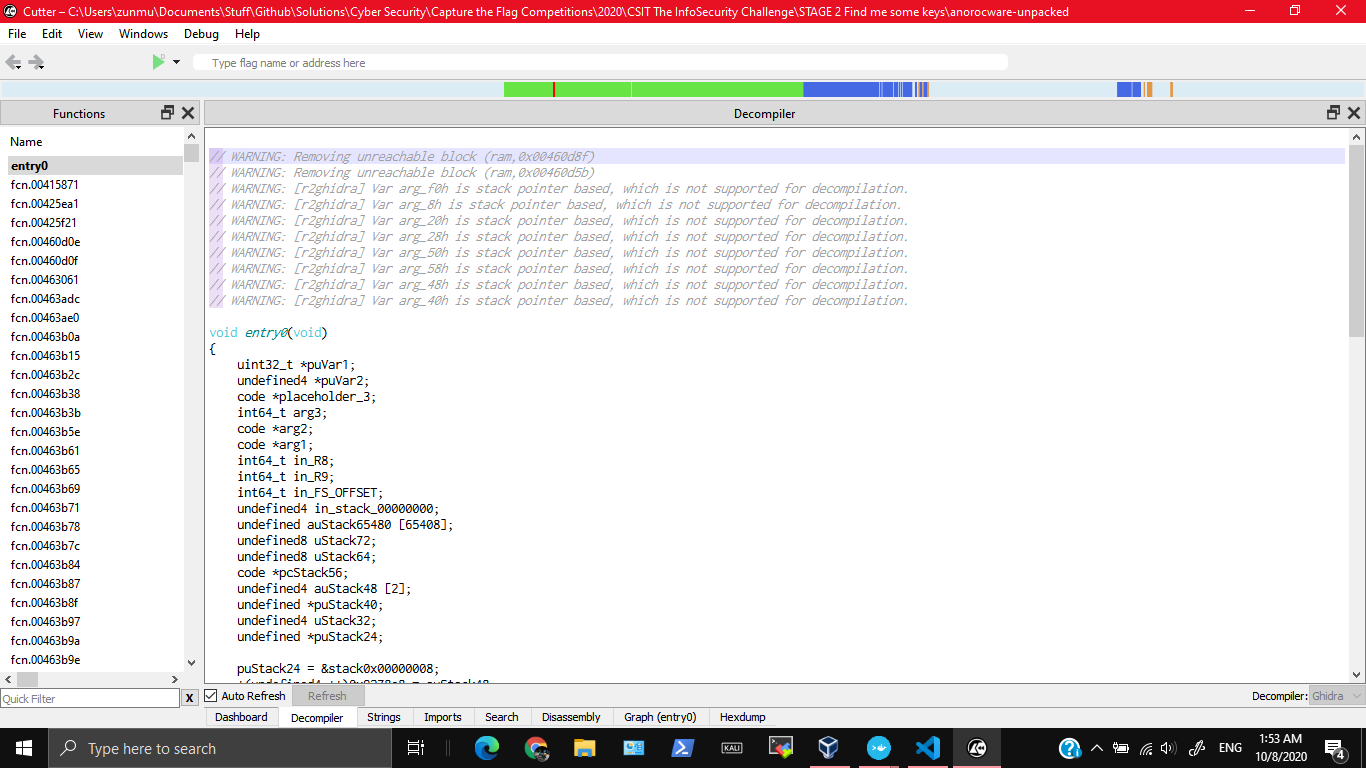 Cutter – C:\Users\zunmu\Documents\Stuff\Github\Solutions\Cyber Security\Capture the Flag Competitions\2020\CSIT The InfoSecurity Challenge\STAGE 2 Find me some keys\anorocware-unpacked
File Edit View Windows Debug Help
Type flag name or address here
Functions
Name
entry0
fcn.00415871
fcn.00425ea1
fcn.00425f21
fcn.00460d0e
fcn.00460d0f
fcn.00463061
fcn.00463adc
fcn.00463ae0
fcn.00463b0a
fcn.00463b15
fcn.00463b2c
fcn.00463b38
fcn.00463b3b
fcn.00463b5e
fcn.00463b61
fcn.00463b65
fcn.00463b69
fcn.00463b71
fcn.00463b78
fcn.00463b7c
fcn.00463b84
fcn.00463b87
fcn.00463b8f
fcn.00463b97
fcn.00463b9a
fcn.00463b9e
Quick Filter X
Decompiler
// WARNING: Removing unreachable block (ram,0x00460d8f)
// WARNING: Removing unreachable block (ram,0x00460d5b)
// WARNING: [r2ghidra] Var arg_f0h is stack pointer based, which is not supported for decompilation.
// WARNING: [r2ghidra] Var arg_8h is stack pointer based, which is not supported for decompilation.
// WARNING: [r2ghidra] Var arg_20h is stack pointer based, which is not supported for decompilation.
// WARNING: [r2ghidra] Var arg_28h is stack pointer based, which is not supported for decompilation.
// WARNING: [r2ghidra] Var arg_50h is stack pointer based, which is not supported for decompilation.
// WARNING: [r2ghidra] Var arg_58h is stack pointer based, which is not supported for decompilation.
// WARNING: [r2ghidra] Var arg_48h is stack pointer based, which is not supported for decompilation.
// WARNING: [r2ghidra] Var arg_40h is stack pointer based, which is not supported for decompilation.
void entry0(void)
{
uint32_t *puVar1;
undefined4 *puVar2;
code *placeholder_3;
int64_t arg3;
code *arg2;
code *arg1;
int64_t in_R8;
int64_t in_R9;
int64_t in_FS_OFFSET;
undefined4 in_stack_00000000;
undefined auStack65480 [65408];
undefined8 uStack72;
undefined8 uStack64;
code *pcStack56;
undefined4 auStack48 [2];
undefined *puStack40;
undefined4 uStack32;
undefined *puStack24;
puStack24 = &stack0x00000008;
Auto Refresh Refresh Decompiler: Ghidra
Dashboard Decompiler Strings Imports Search Disassembly Graph (entry0) Hexdump
Type here to search
KALI
ENG
1:53 AM
10/8/2020
4